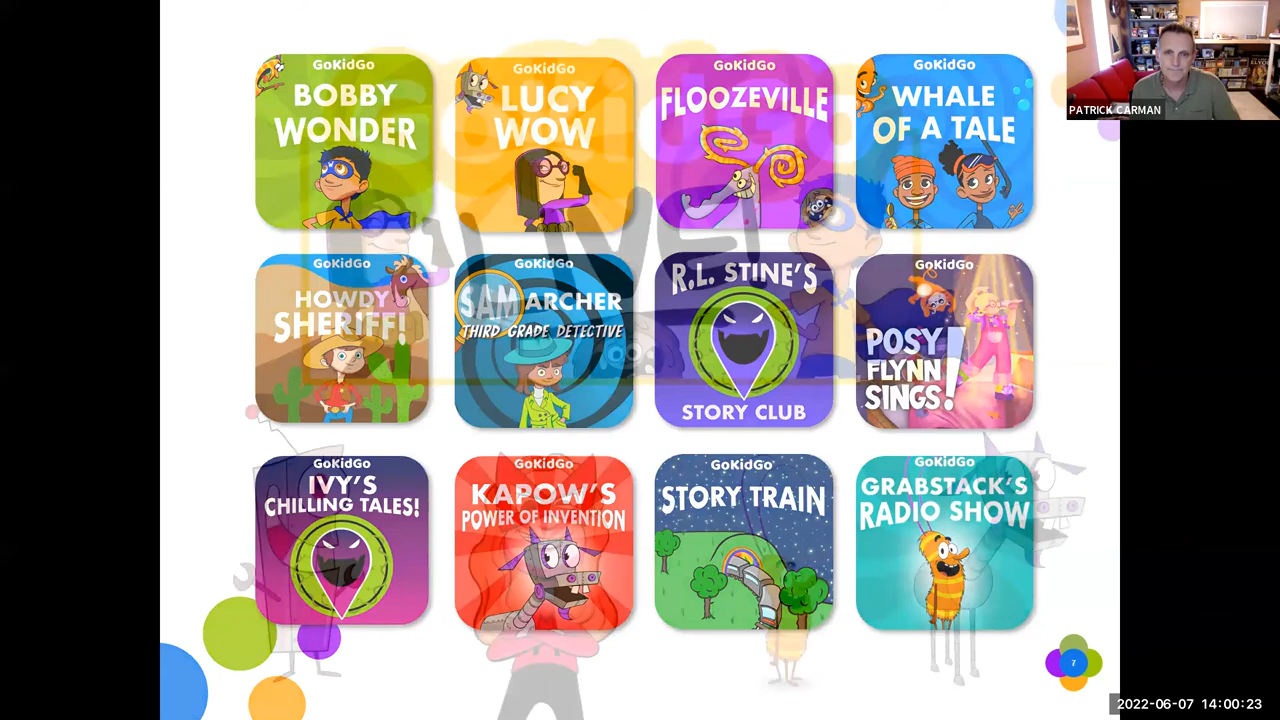 GoKidGo
BOBBY
WONDER
GoKidGo
LUCY
WOW
GoKidGo
FLOOZEVILLE
GoKidGo
WHALE
OF A TALE
PATRICK CARMAN
GoKidGo
HOWDY
SHERIFF!
GoKidGo
SAM ARCHER
THIRD GRADE DETECTIVE
R.L. STINE'S
STORY CLUB
GoKidGo
POSY
FLYNN
SINGS!
ALIVE!
GoKidGo
IVY'S
CHILLING TALES!
GoKidGo
KAPOW'S
POWER OF INVENTION
GoKidGo
STORY TRAIN
GoKidGo
GRABSTACK'S
RADIO SHOW
7
2022-06-07 14:00:23